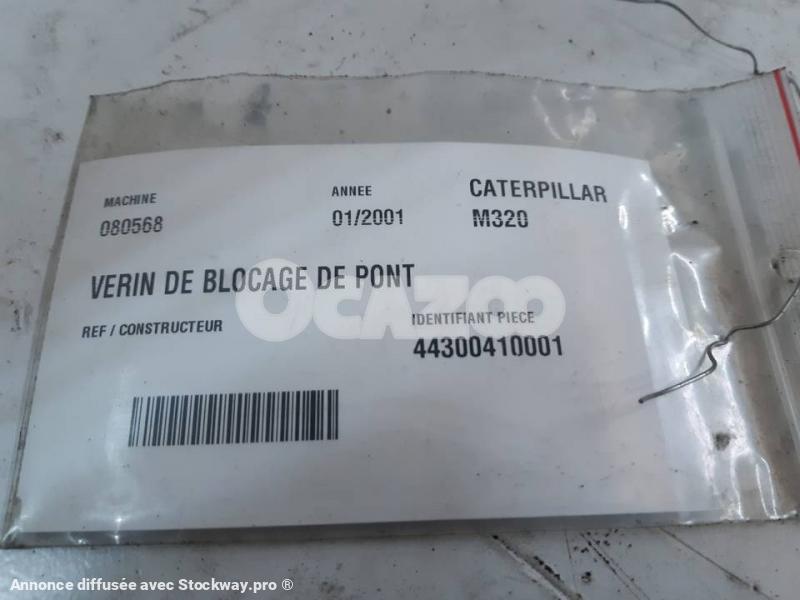 MACHINE ANNEE CATERPILLAR
080568 01/2001 M320
VERIN DE BLOCAGE DE PONT
OCAZOO
REF / CONSTRUCTEUR IDENTIFIANT PIECE
44300410001
Annonce diffusée avec Stockway.pro ®